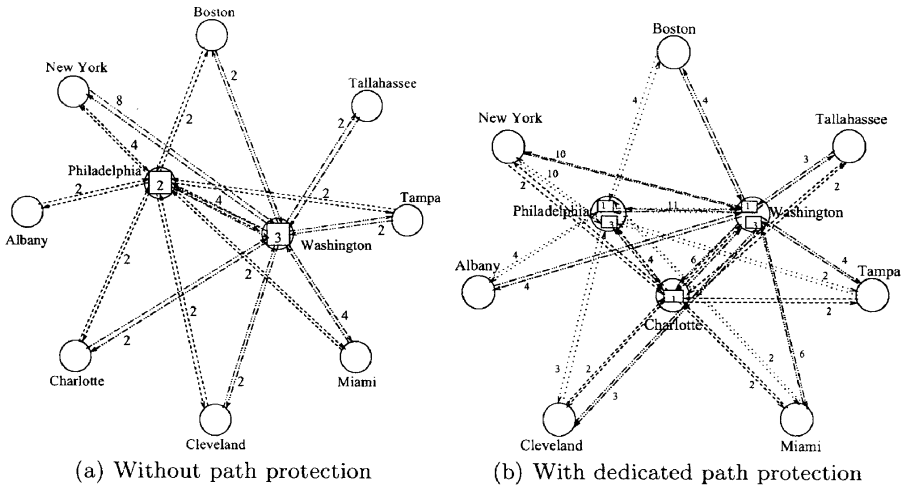 Boston
2
2
New York
8
Tallahassee
2
4
Philadelphia
2
2
4
2
Tampa
2
Albany
3
Washington
2
2
2
4
2
2
Charlotte
Miami
Cleveland
(a) Without path protection
Boston
4
4
New York
Tallahassee
10
3
2
10
2
Philadelphia
1
11
1
Washington
Albany
4
4
6
4
Tampa
2
2
1
Charlotte
3
2
2
6
3
2
Cleveland
Miami
(b) With dedicated path protection